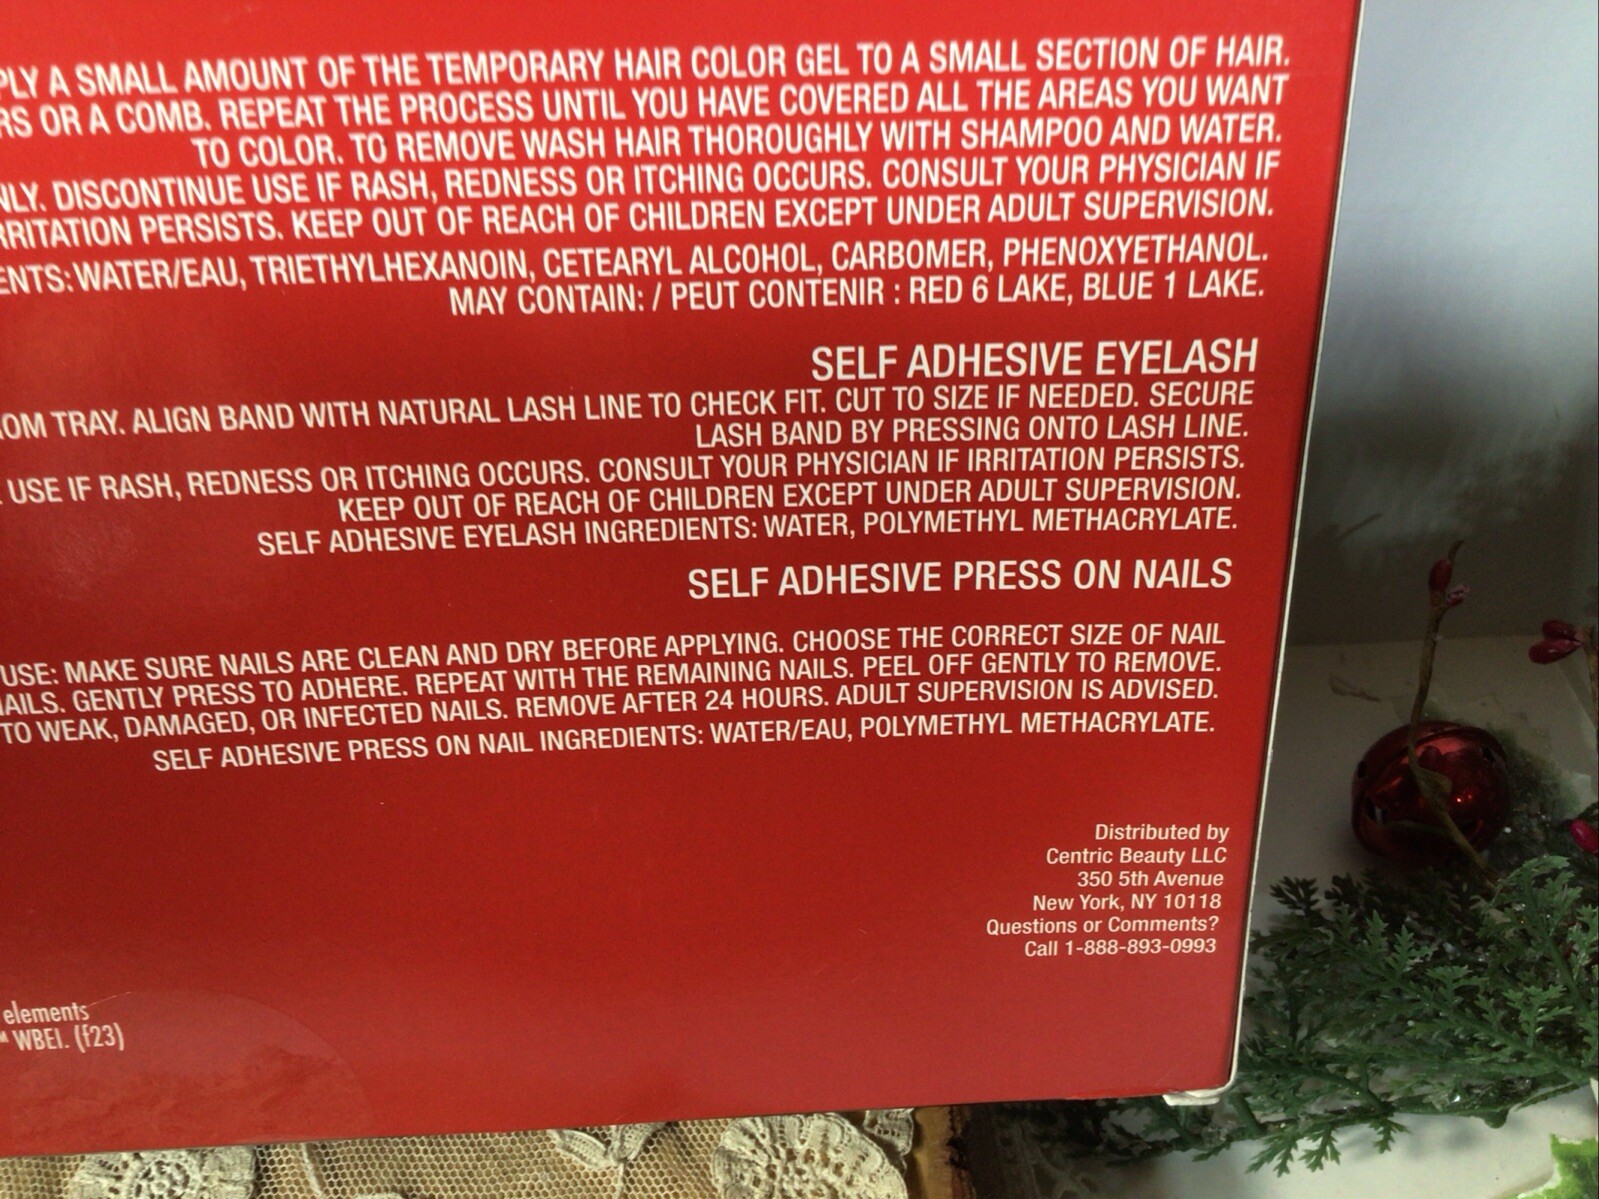 A SMALL AMOUNT OF THE TEMPORARY HAIR COLOR GEL TO A SMALL SECTION OF HAIR.
OR A COMB. REPEAT THE PROCESS UNTIL YOU HAVE COVERED ALL THE AREAS YOU WANT
TO COLOR. TO REMOVE WASH HAIR THOROUGHLY WITH SHAMPOO AND WATER.
DISCONTINUE USE IF RASH, REDNESS OR ITCHING OCCURS. CONSULT YOUR PHYSICIAN IF
RRITATION PERSISTS. KEEP OUT OF REACH OF CHILDREN EXCEPT UNDER ADULT SUPERVISION.
ENTS: WATER/EAU, TRIETHYLHEXANOIN, CETEARYL ALCOHOL, CARBOMER, PHENOXYETHANOL.
MAY CONTAIN: / PEUT CONTENIR : RED 6 LAKE, BLUE 1 LAKE.
SELF ADHESIVE EYELASH
OM TRAY. ALIGN BAND WITH NATURAL LASH LINE TO CHECK FIT. CUT TO SIZE IF NEEDED. SECURE
LASH BAND BY PRESSING ONTO LASH LINE.
USE IF RASH, REDNESS OR ITCHING OCCURS. CONSULT YOUR PHYSICIAN IF IRRITATION PERSISTS.
KEEP OUT OF REACH OF CHILDREN EXCEPT UNDER ADULT SUPERVISION.
SELF ADHESIVE EYELASH INGREDIENTS: WATER, POLYMETHYL METHACRYLATE.
SELF ADHESIVE PRESS ON NAILS
USE: MAKE SURE NAILS ARE CLEAN AND DRY BEFORE APPLYING. CHOOSE THE CORRECT SIZE OF NAIL
AILS. GENTLY PRESS TO ADHERE. REPEAT WITH THE REMAINING NAILS. PEEL OFF GENTLY TO REMOVE.
TO WEAK, DAMAGED, OR INFECTED NAILS. REMOVE AFTER 24 HOURS. ADULT SUPERVISION IS ADVISED.
SELF ADHESIVE PRESS ON NAIL INGREDIENTS: WATER/EAU, POLYMETHYL METHACRYLATE.
Distributed by
Centric Beauty LLC
350 5th Avenue
New York, NY 10118
Questions or Comments?
Call 1-888-893-0993
elements
WBEI. (f23)